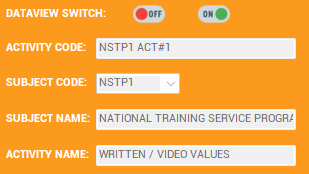 DATAVIEW SWITCH: OFF ON
ACTIVITY CODE: NSTP1 ACT#1
SUBJECT CODE: NSTP1
SUBJECT NAME: NATIONAL TRAINING SERVICE PROGRA
ACTIVITY NAME: WRITTEN / VIDEO VALUES